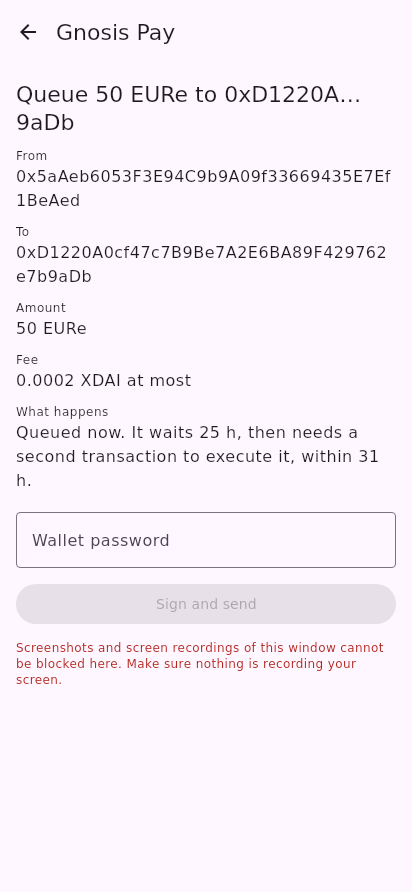 Gnosis Pay
Queue 50 EURe to 0xD1220A…
9aDb
From
0x5aAeb6053F3E94C9b9A09f33669435E7Ef
1BeAed
To
0xD1220A0cf47c7B9Be7A2E6BA89F429762
e7b9aDb
Amount
50 EURe
Fee
0.0002 XDAI at most
What happens
Queued now. It waits 25 h, then needs a
second transaction to execute it, within 31
h.
Wallet password
Sign and send
Screenshots and screen recordings of this window cannot
be blocked here. Make sure nothing is recording your
screen.